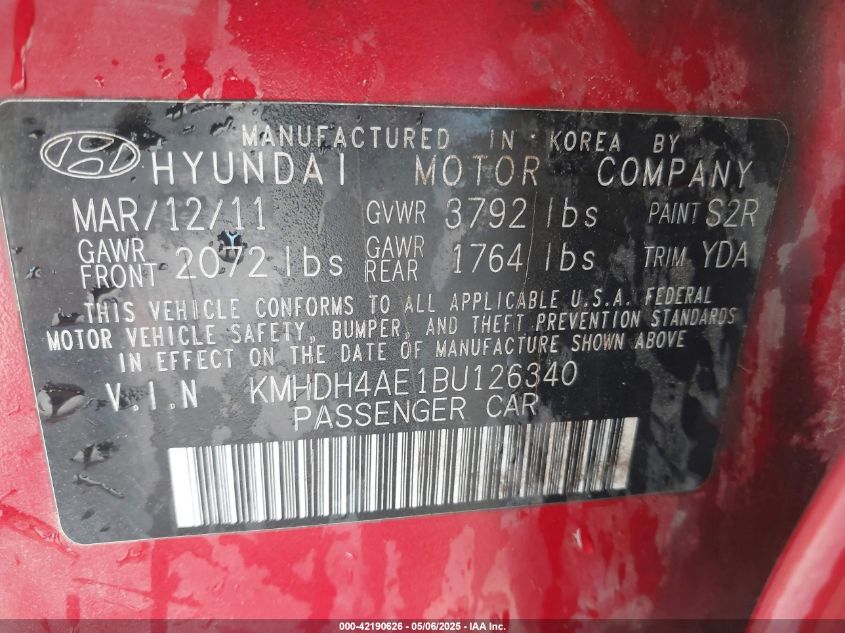 MANUFACTURED IN KOREA BY
HYUNDAI MOTOR COMPANY
MAR/12/11 GVWR 3792 lbs PAINT S2R
GAWR FRONT 2072 lbs GAWR REAR 1764 lbs TRIM YDA
THIS VEHICLE CONFORMS TO ALL APPLICABLE U.S.A. FEDERAL
MOTOR VEHICLE SAFETY, BUMPER, AND THEFT PREVENTION STANDARDS
IN EFFECT ON THE DATE OF MANUFACTURE SHOWN ABOVE
V.I.N KMHDH4AE1BU126340
PASSENGER CAR
000-42190626 - 05/06/2025 - IAA Inc.